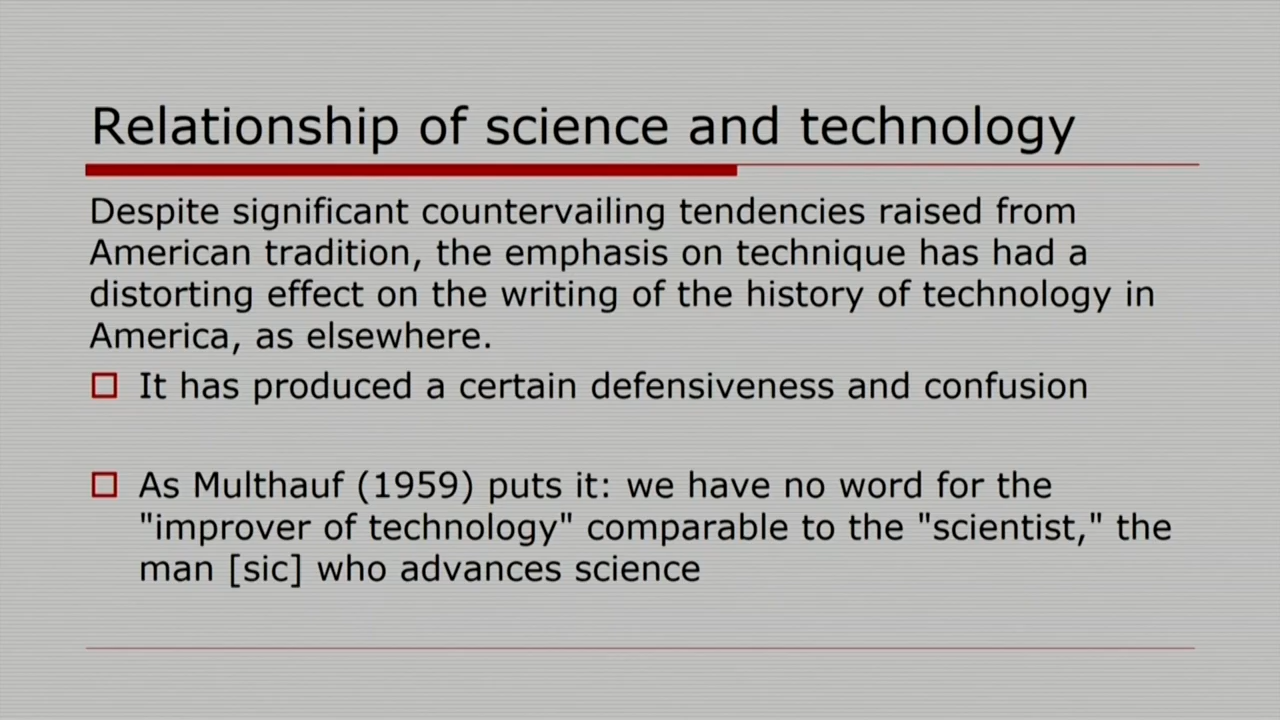 Relationship of science and technology
Despite significant countervailing tendencies raised from
American tradition, the emphasis on technique has had a
distorting effect on the writing of the history of technology in
America, as elsewhere.
It has produced a certain defensiveness and confusion
As Multhauf (1959) puts it: we have no word for the
"improver of technology" comparable to the "scientist," the
man [sic] who advances science